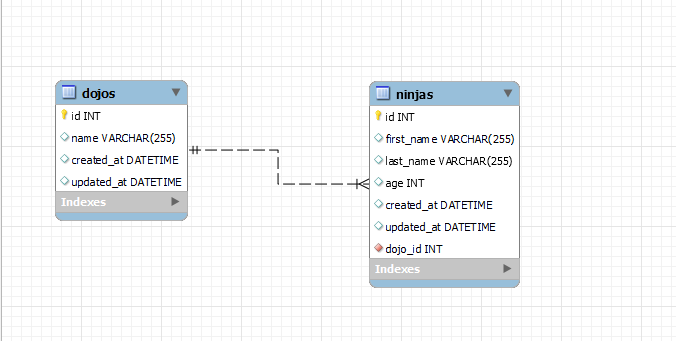 dojos
id INT
name VARCHAR(255)
created_at DATETIME
updated_at DATETIME
Indexes
ninjas
id INT
first_name VARCHAR(255)
last_name VARCHAR(255)
age INT
created_at DATETIME
updated_at DATETIME
dojo_id INT
Indexes